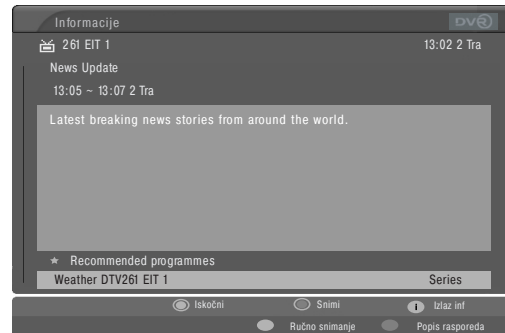 Informacije DVR
261 EIT 1 13:02 2 Tra
News Update
13:05 ~ 13:07 2 Tra
Latest breaking news stories from around the world.
★ Recommended programmes
Weather DTV261 EIT 1 Series
Iskočni Snimi i Izlaz inf
Ručno snimanje Popis rasporeda